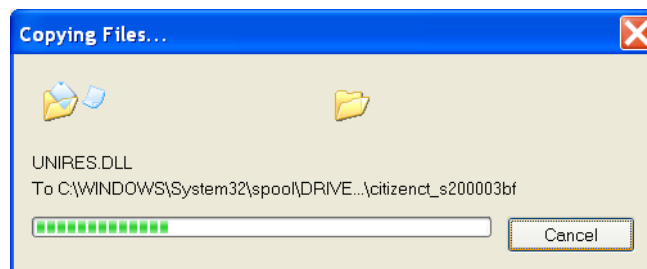 Copying Files...
UNIRES.DLL
To C:\WINDOWS\System32\spool\DRIVE...\citizenct_s200003bf
Cancel